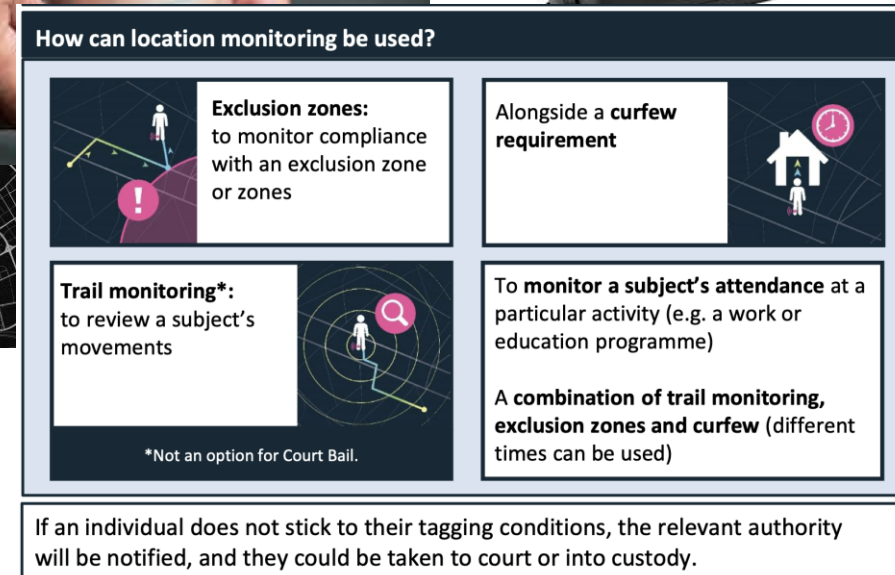 How can location monitoring be used?
Exclusion zones:
to monitor compliance
with an exclusion zone
or zones
Alongside a curfew
requirement
Trail monitoring*:
to review a subject’s
movements
*Not an option for Court Bail.
To monitor a subject’s attendance at a
particular activity (e.g. a work or
education programme)
A combination of trail monitoring,
exclusion zones and curfew (different
times can be used)
If an individual does not stick to their tagging conditions, the relevant authority
will be notified, and they could be taken to court or into custody.